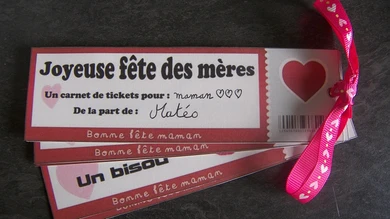 Joyeuse fête des mères
Un carnet de tickets pour : maman ♡♡♡
De la part de : Matéo
Bonne fête maman
Bonne fête maman
Un bisou
Bonne fête maman